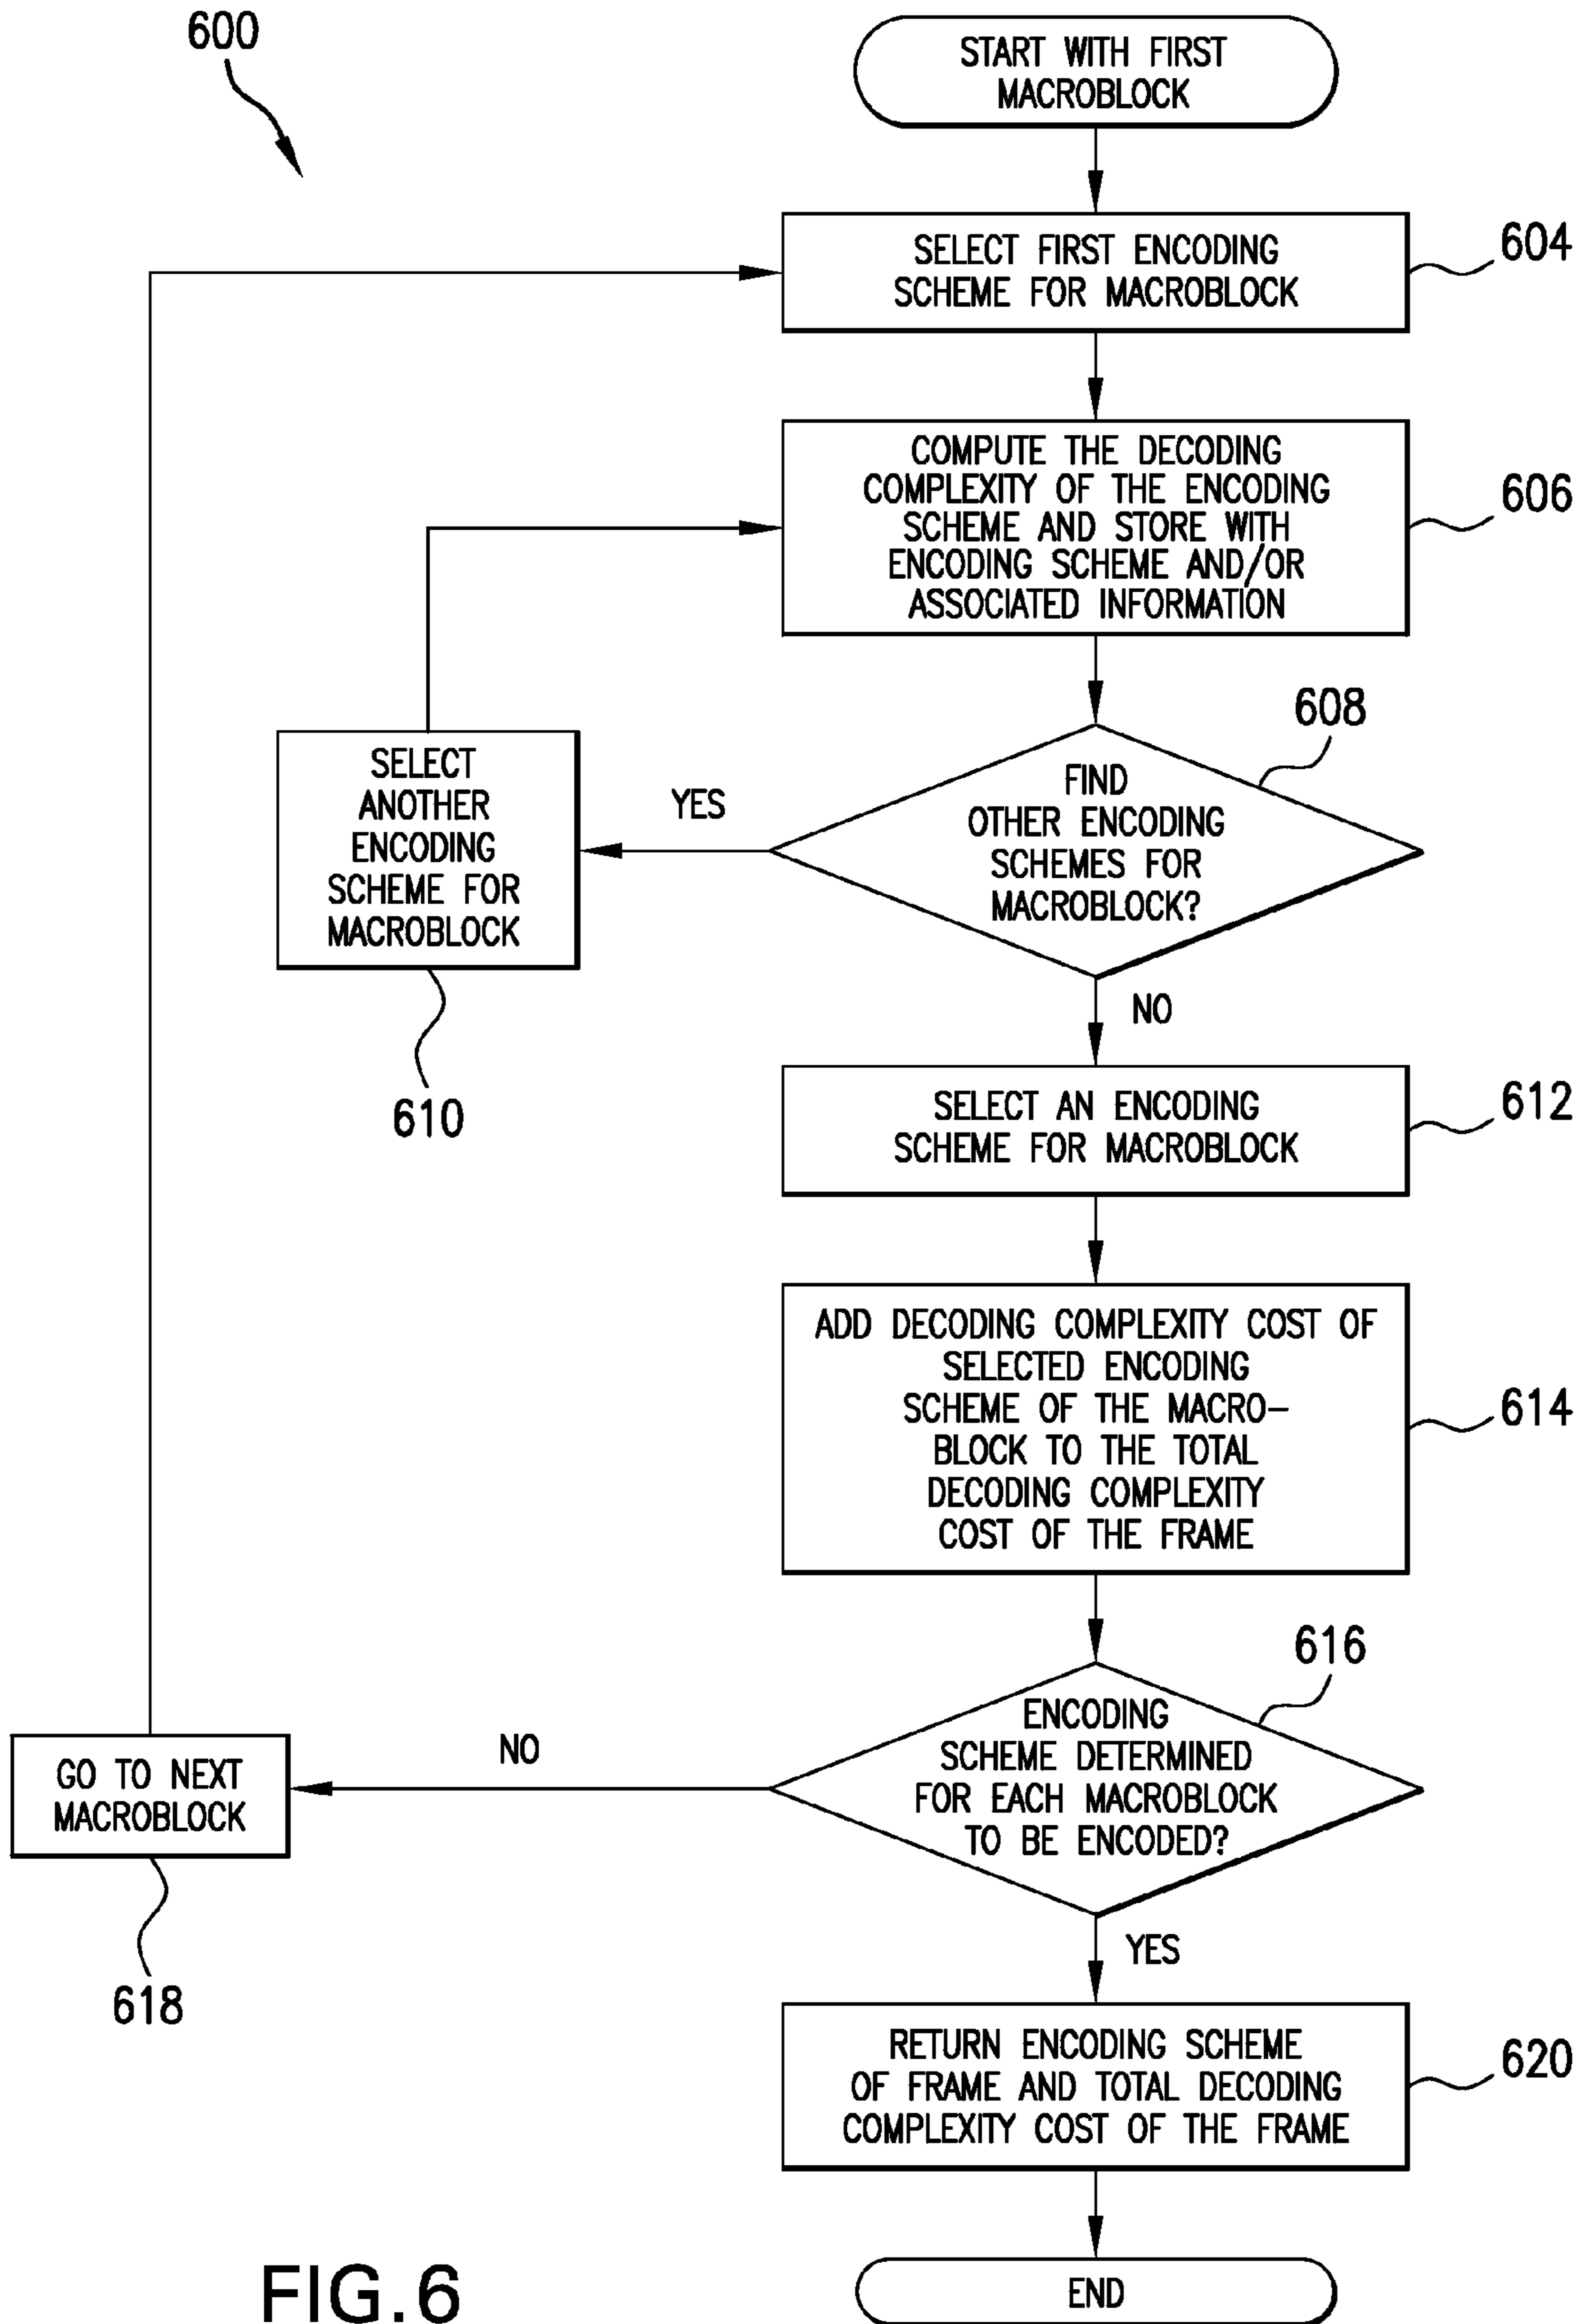 600
START WITH FIRST
MACROBLOCK
SELECT FIRST ENCODING
SCHEME FOR MACROBLOCK
604
COMPUTE THE DECODING
COMPLEXITY OF THE ENCODING
SCHEME AND STORE WITH
ENCODING SCHEME AND/OR
ASSOCIATED INFORMATION
606
FIND
OTHER ENCODING
SCHEMES FOR
MACROBLOCK?
608
YES
SELECT
ANOTHER
ENCODING
SCHEME FOR
MACROBLOCK
610
NO
SELECT AN ENCODING
SCHEME FOR MACROBLOCK
612
ADD DECODING COMPLEXITY COST OF
SELECTED ENCODING
SCHEME OF THE MACRO-
BLOCK TO THE TOTAL
DECODING COMPLEXITY
COST OF THE FRAME
614
ENCODING
SCHEME DETERMINED
FOR EACH MACROBLOCK
TO BE ENCODED?
616
NO
GO TO NEXT
MACROBLOCK
618
YES
RETURN ENCODING SCHEME
OF FRAME AND TOTAL DECODING
COMPLEXITY COST OF THE FRAME
620
END
FIG.6